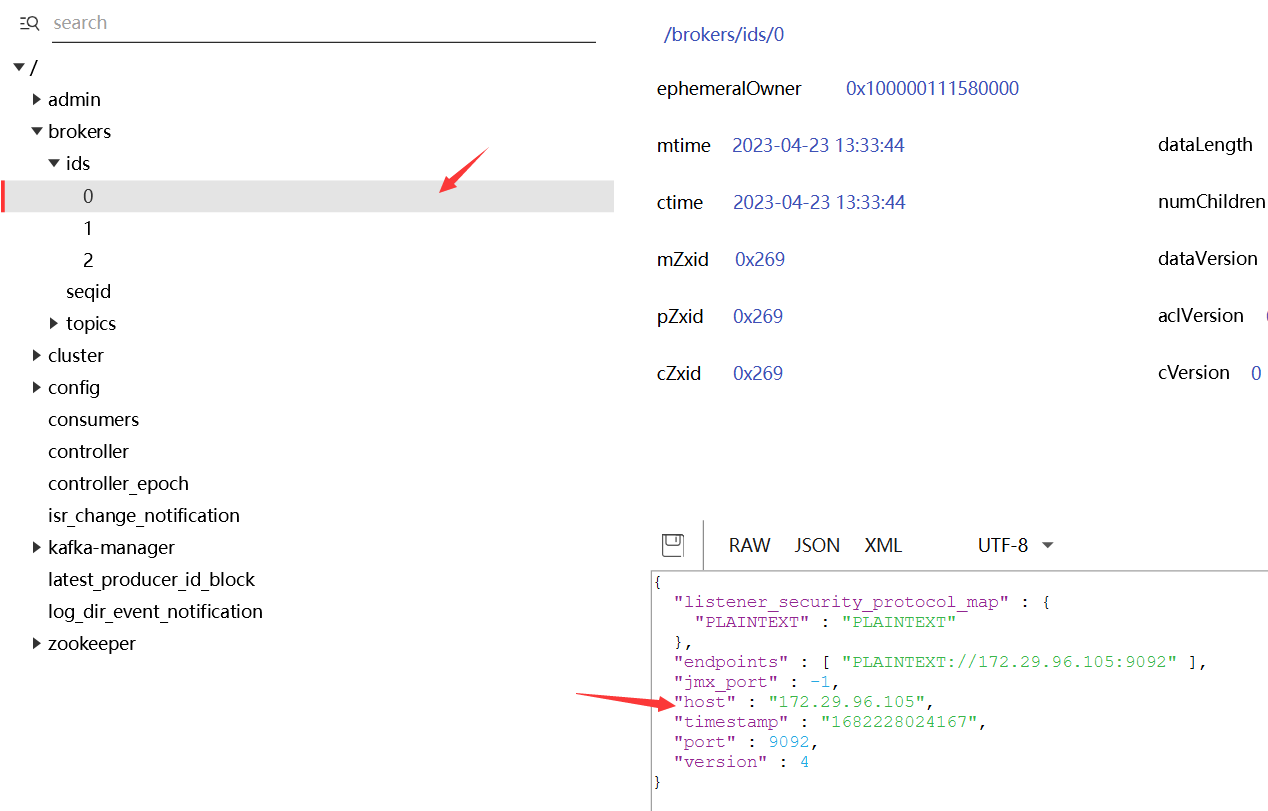 search
/
admin
brokers
ids
0
1
2
seqid
topics
cluster
config
consumers
controller
controller_epoch
isr_change_notification
kafka-manager
latest_producer_id_block
log_dir_event_notification
zookeeper
/brokers/ids/0
ephemeralOwner 0x100000111580000
mtime 2023-04-23 13:33:44 dataLength
ctime 2023-04-23 13:33:44 numChildren
mZxid 0x269 dataVersion
pZxid 0x269 aclVersion
cZxid 0x269 cVersion 0
RAW JSON XML UTF-8
{
"listener_security_protocol_map" : {
"PLAINTEXT" : "PLAINTEXT"
},
"endpoints" : [ "PLAINTEXT://172.29.96.105:9092" ],
"jmx_port" : -1,
"host" : "172.29.96.105",
"timestamp" : "1682228024167",
"port" : 9092,
"version" : 4
}